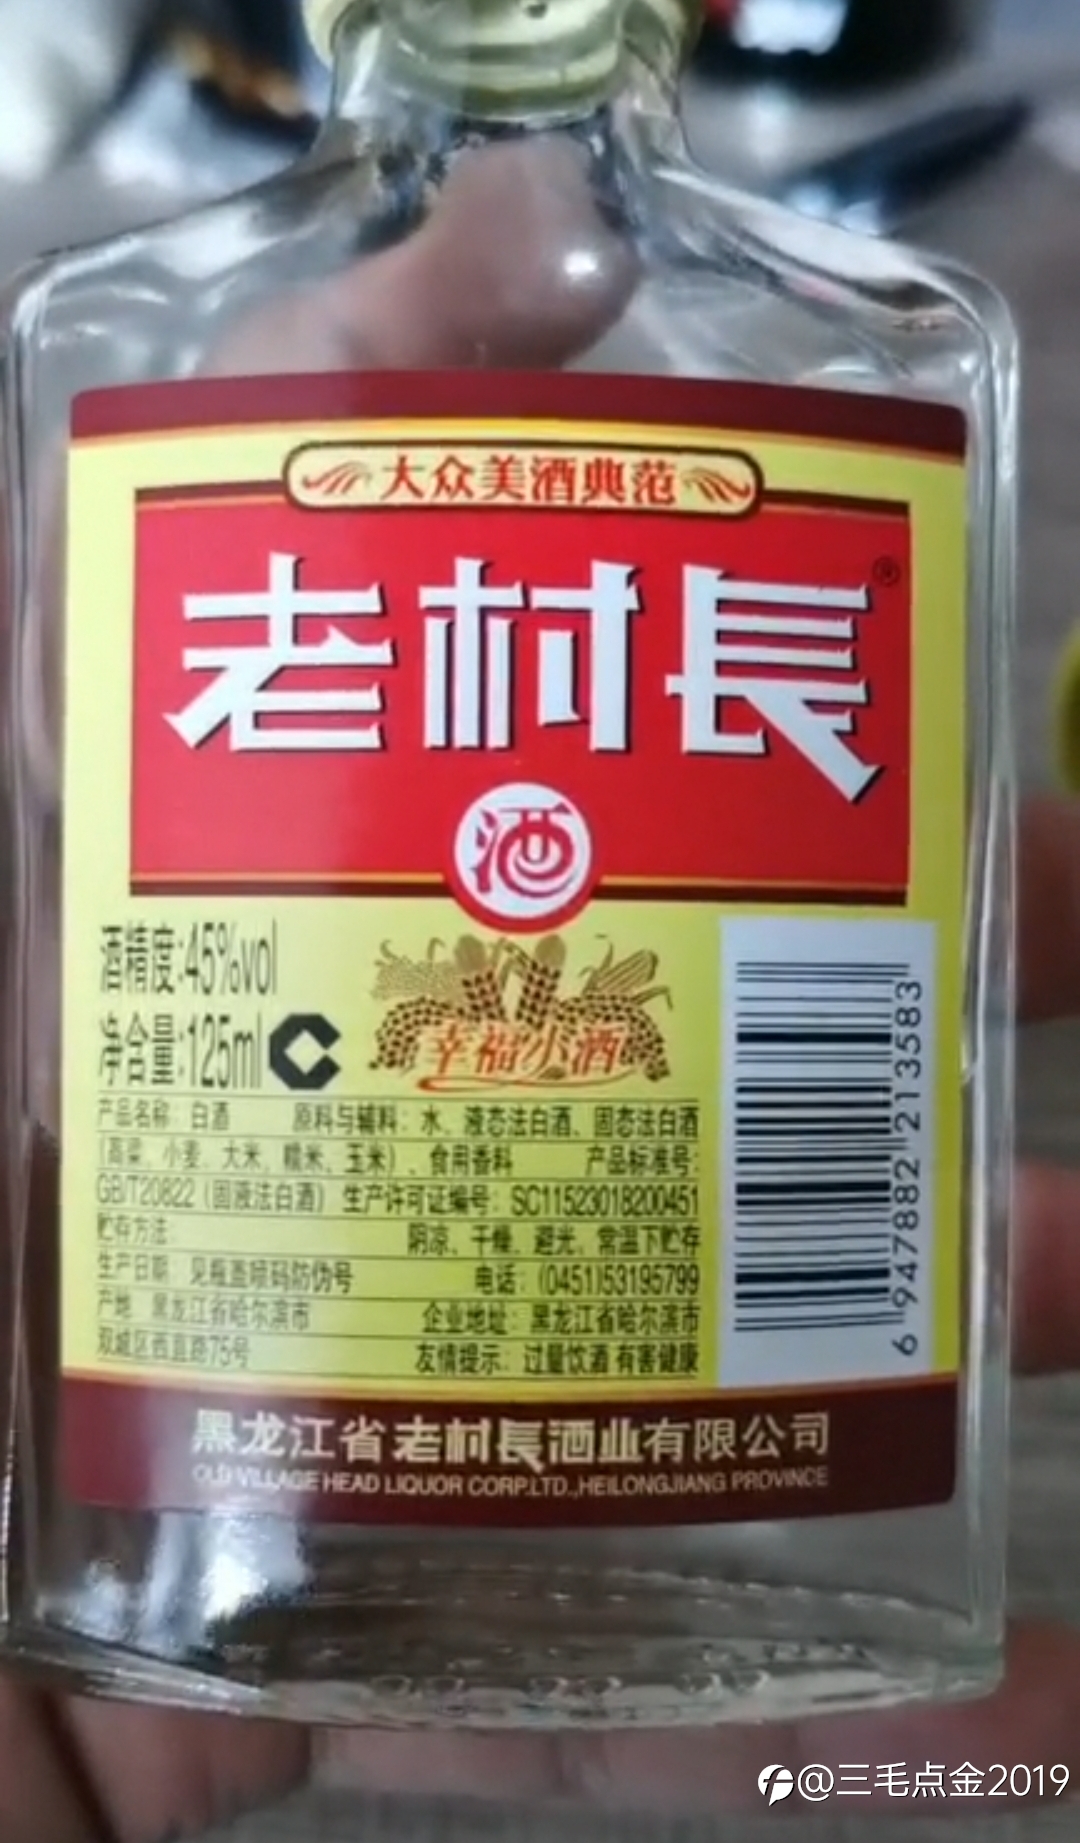 大众美酒典范
老村長®
酒
酒精度:45%vol
净含量:125ml
幸福小酒
产品名称：白酒 原料与辅料：水、液态法白酒、固态法白酒
(高粱、小麦、大米、糯米、玉米)、食用香料 产品标准号：
GB/T20822（固液法白酒）生产许可证编号：SC11523018200451
贮存方法： 阴凉、干燥、避光、常温下贮存
生产日期：见瓶盖喷码防伪号 电话：(0451)53195799
产地：黑龙江省哈尔滨市 企业地址：黑龙江省哈尔滨市
双城区西直路75号 友情提示：过量饮酒 有害健康
6947882213583
黑龙江省老村長酒业有限公司
OLD VILLAGE HEAD LIQUOR CORP.LTD.,HEILONGJIANG PROVINCE
@三毛点金2019